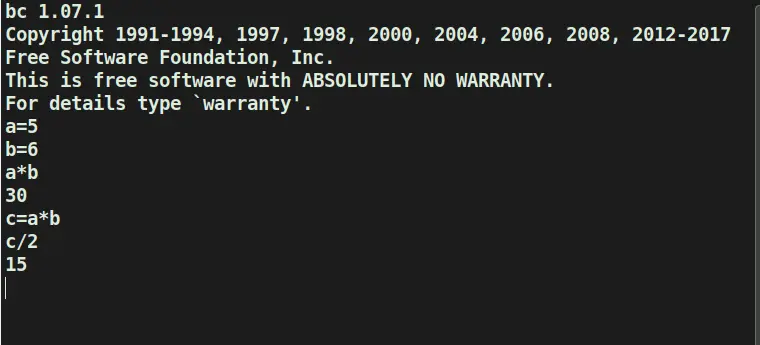 bc 1.07.1
Copyright 1991-1994, 1997, 1998, 2000, 2004, 2006, 2008, 2012-2017
Free Software Foundation, Inc.
This is free software with ABSOLUTELY NO WARRANTY.
For details type `warranty'.
a=5
b=6
a*b
30
c=a*b
c/2
15